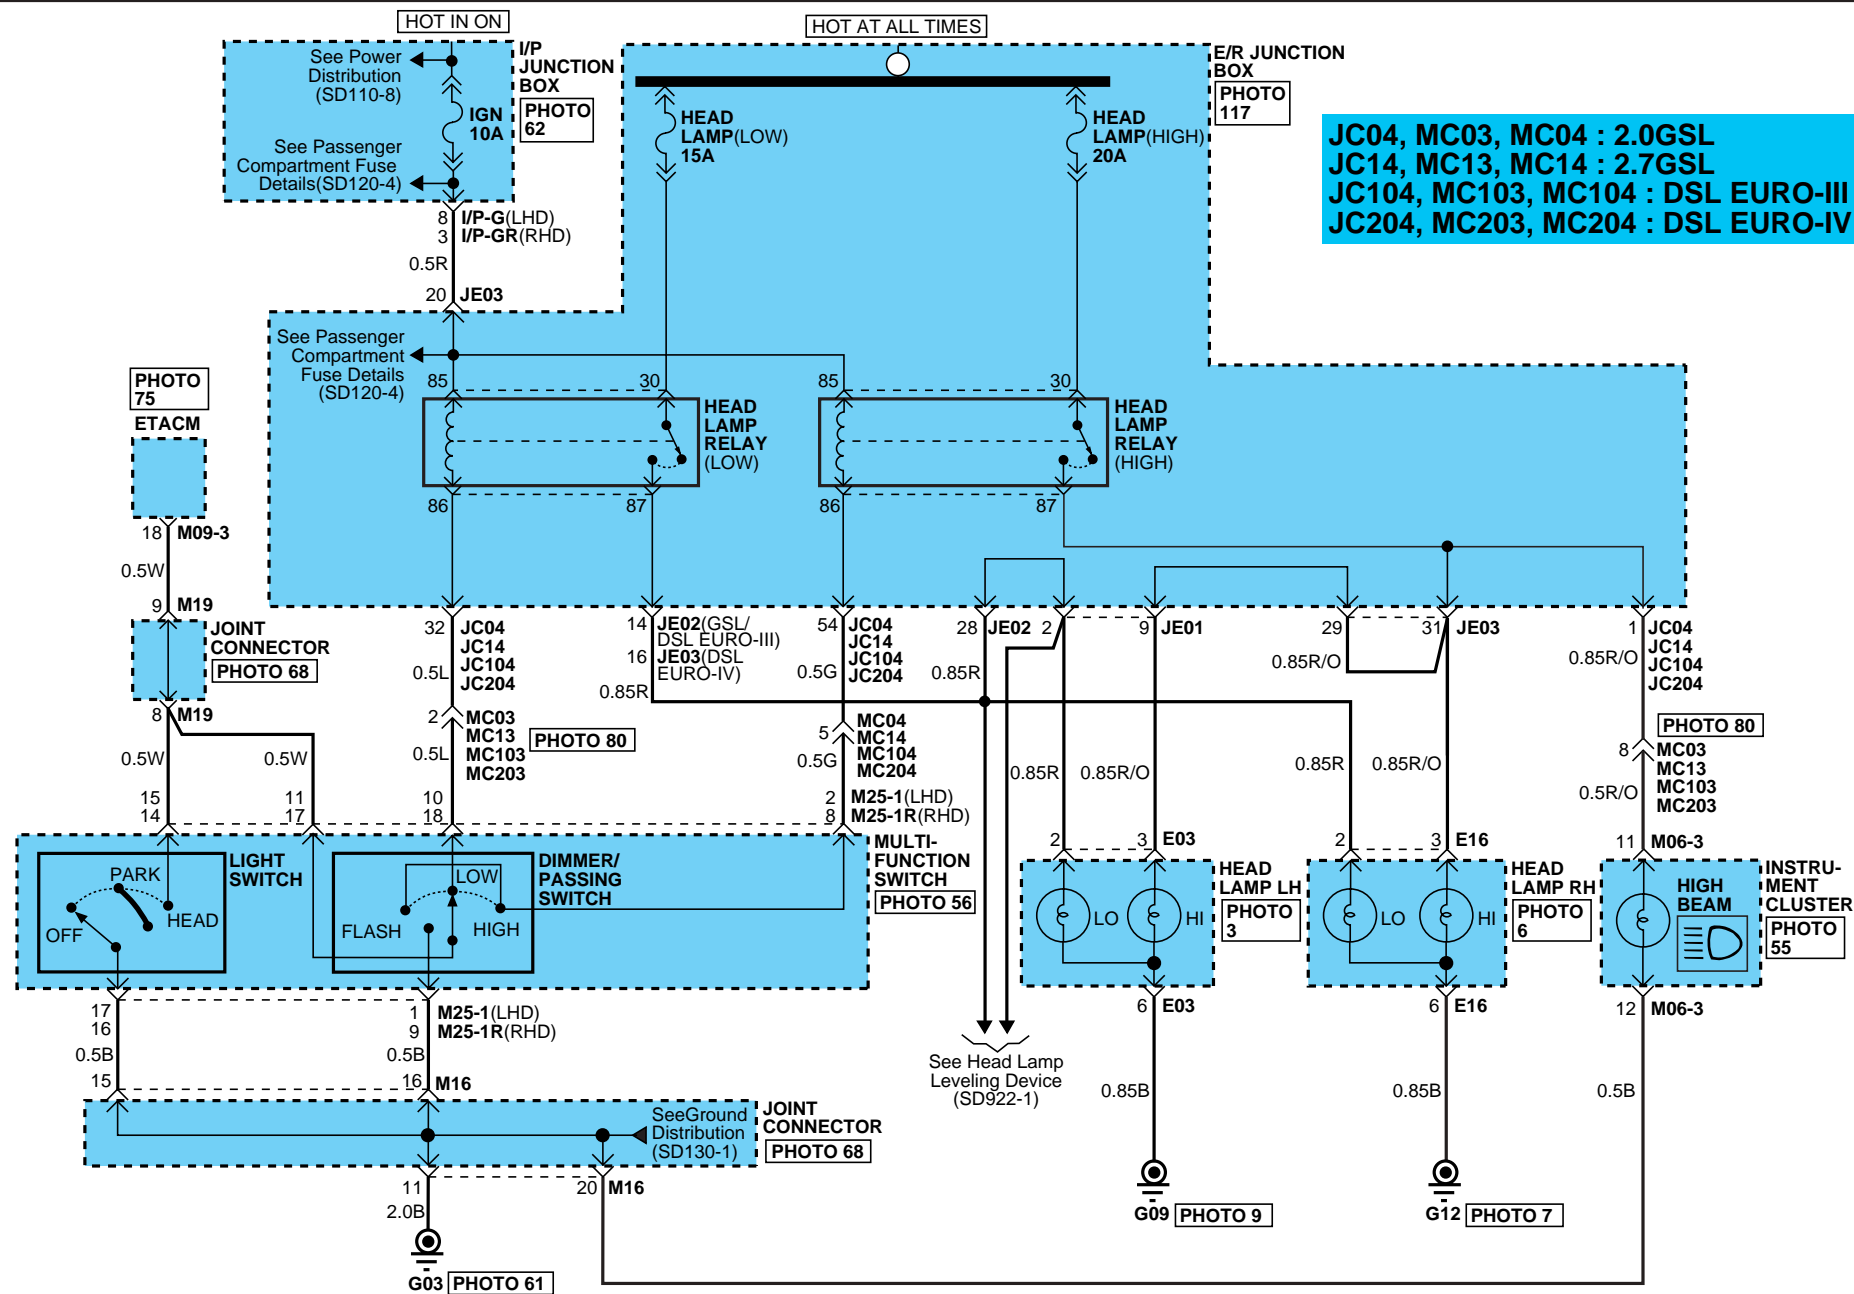 HOT IN ON
HOT AT ALL TIMES
See Power
Distribution
(SD110-8)
IGN
10A
See Passenger
Compartment Fuse
Details(SD120-4)
I/P
JUNCTION
BOX
PHOTO
62
HEAD
LAMP(LOW)
15A
HEAD
LAMP(HIGH)
20A
E/R JUNCTION
BOX
PHOTO
117
JC04, MC03, MC04 : 2.0GSL
JC14, MC13, MC14 : 2.7GSL
JC104, MC103, MC104 : DSL EURO-III
JC204, MC203, MC204 : DSL EURO-IV
8 I/P-G(LHD)
3 I/P-GR(RHD)
0.5R
20 JE03
See Passenger
Compartment
Fuse Details
(SD120-4)
85
30
85
30
HEAD
LAMP
RELAY
(LOW)
HEAD
LAMP
RELAY
(HIGH)
86
87
86
87
PHOTO
75
ETACM
18 M09-3
0.5W
9 M19
JOINT
CONNECTOR
PHOTO 68
8 M19
0.5W
0.5W
32 JC04
JC14
JC104
JC204
0.5L
2 MC03
MC13
MC103
MC203
PHOTO 80
0.5L
14 JE02(GSL/
DSL EURO-III)
16 JE03(DSL
EURO-IV)
0.85R
54 JC04
JC14
JC104
JC204
0.5G
5 MC04
MC14
MC104
MC204
0.5G
28 JE02 2
0.85R
9 JE01
29
31 JE03
0.85R/O
1 JC04
JC14
JC104
JC204
0.85R/O
PHOTO 80
8 MC03
MC13
MC103
MC203
0.5R/O
0.85R
0.85R/O
0.85R
0.85R/O
15
14
11
17
10
18
2 M25-1(LHD)
8 M25-1R(RHD)
LIGHT
SWITCH
PARK
OFF
HEAD
DIMMER/
PASSING
SWITCH
LOW
FLASH
HIGH
MULTI-
FUNCTION
SWITCH
PHOTO 56
2
3 E03
HEAD
LAMP LH
PHOTO
3
LO
HI
6 E03
2
3 E16
HEAD
LAMP RH
PHOTO
6
LO
HI
6 E16
11 M06-3
HIGH
BEAM
INSTRU-
MENT
CLUSTER
PHOTO
55
12 M06-3
17
16
1 M25-1(LHD)
9 M25-1R(RHD)
0.5B
0.5B
15
16 M16
See Head Lamp
Leveling Device
(SD922-1)
0.85B
0.85B
0.5B
SeeGround
Distribution
(SD130-1)
JOINT
CONNECTOR
PHOTO 68
11
20 M16
2.0B
G03 PHOTO 61
G09 PHOTO 9
G12 PHOTO 7